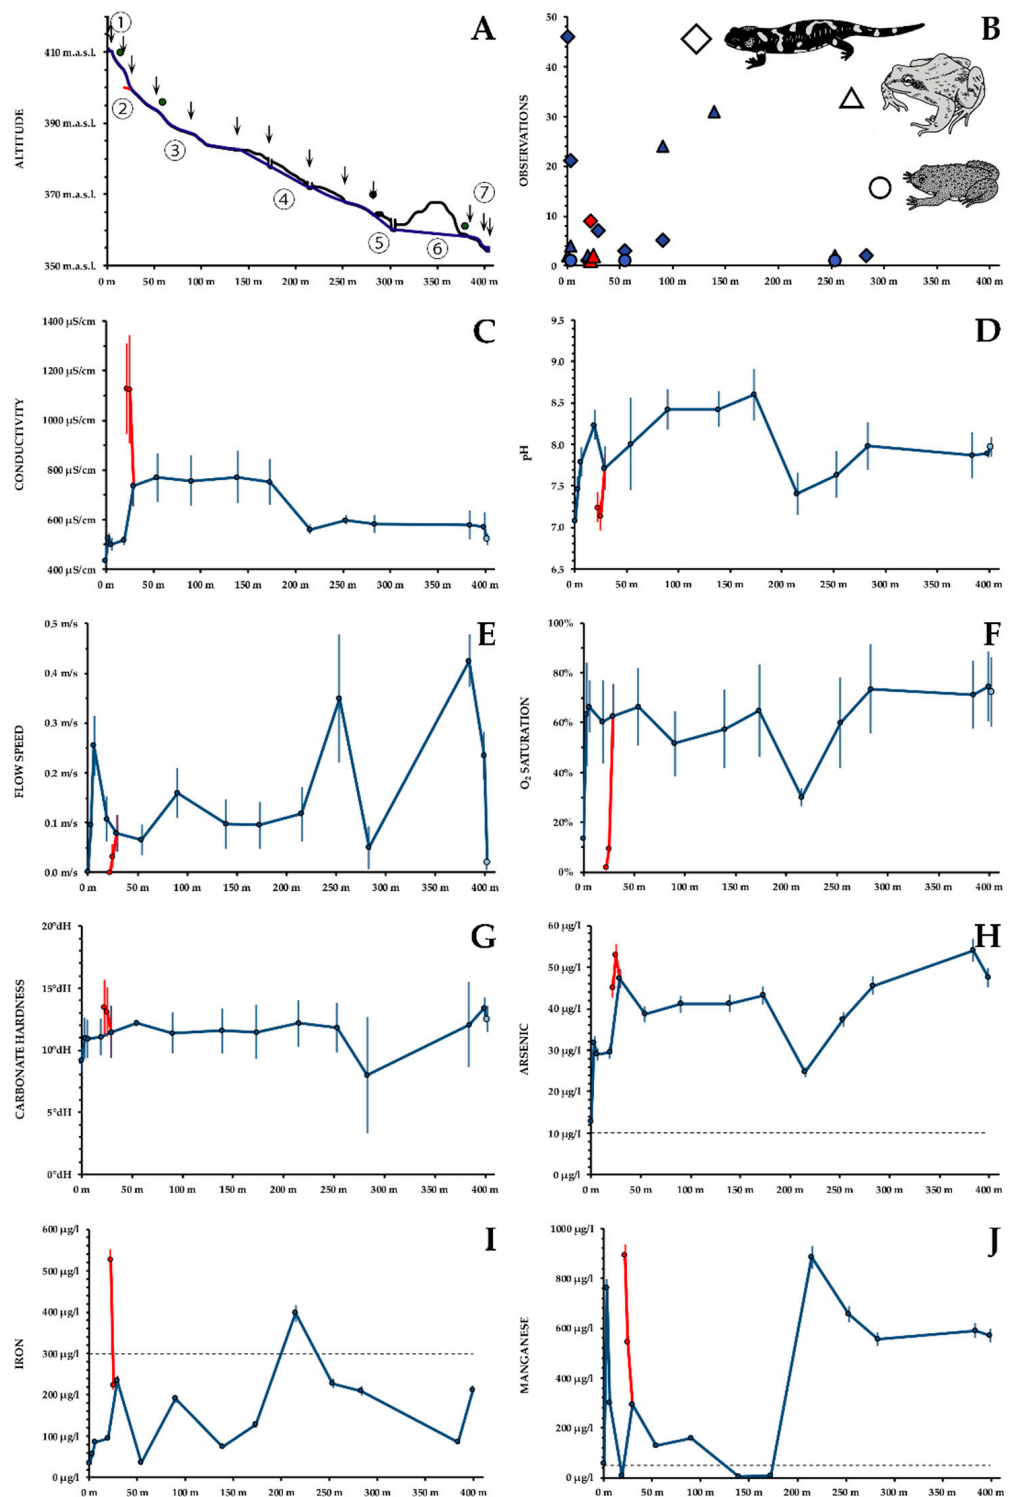 A
ALTITUDE
410 m.a.s.l.
390 m.a.s.l.
370 m.a.s.l.
350 m.a.s.l.
1
2
3
4
5
6
7
0 m 50 m 100 m 150 m 200 m 250 m 300 m 350 m 400 m
B
OBSERVATIONS
50
40
30
20
10
0
0 m 50 m 100 m 150 m 200 m 250 m 300 m 350 m 400 m
C
CONDUCTIVITY
1400 µS/cm
1200 µS/cm
1000 µS/cm
800 µS/cm
600 µS/cm
400 µS/cm
0 m 50 m 100 m 150 m 200 m 250 m 300 m 350 m 400 m
D
pH
9.5
9.0
8.5
8.0
7.5
7.0
6.5
0 m 50 m 100 m 150 m 200 m 250 m 300 m 350 m 400 m
E
FLOW SPEED
0.5 m/s
0.4 m/s
0.3 m/s
0.2 m/s
0.1 m/s
0.0 m/s
0 m 50 m 100 m 150 m 200 m 250 m 300 m 350 m 400 m
F
O₂ SATURATION
100%
80%
60%
40%
20%
0%
0 m 50 m 100 m 150 m 200 m 250 m 300 m 350 m 400 m
G
CARBONATE HARDNESS
20°dH
15°dH
10°dH
5°dH
0°dH
0 m 50 m 100 m 150 m 200 m 250 m 300 m 350 m 400 m
H
ARSENIC
60 µg/l
50 µg/l
40 µg/l
30 µg/l
20 µg/l
10 µg/l
0 µg/l
0 m 50 m 100 m 150 m 200 m 250 m 300 m 350 m 400 m
I
IRON
600 µg/l
500 µg/l
400 µg/l
300 µg/l
200 µg/l
100 µg/l
0 µg/l
0 m 50 m 100 m 150 m 200 m 250 m 300 m 350 m 400 m
J
MANGANESE
1000 µg/l
800 µg/l
600 µg/l
400 µg/l
200 µg/l
0 µg/l
0 m 50 m 100 m 150 m 200 m 250 m 300 m 350 m 400 m